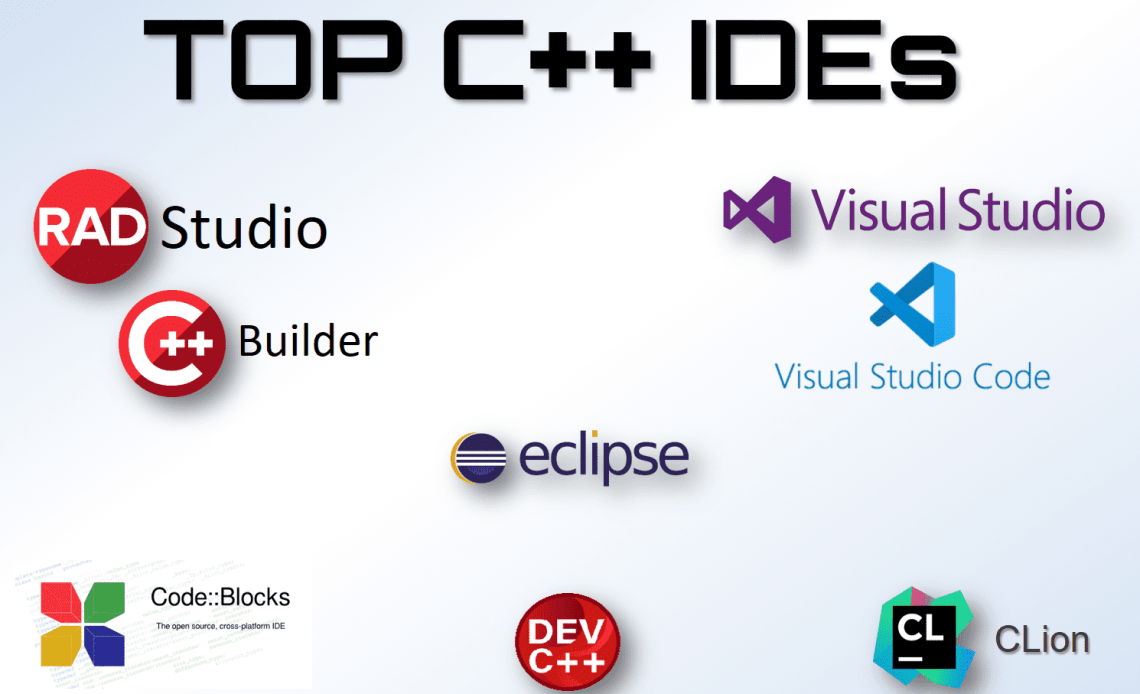 TOP C++ IDEs
RAD Studio
Visual Studio
C++ Builder
Visual Studio Code
eclipse
Code::Blocks
The open source, cross-platform IDE
DEV
C++
CL
CLion